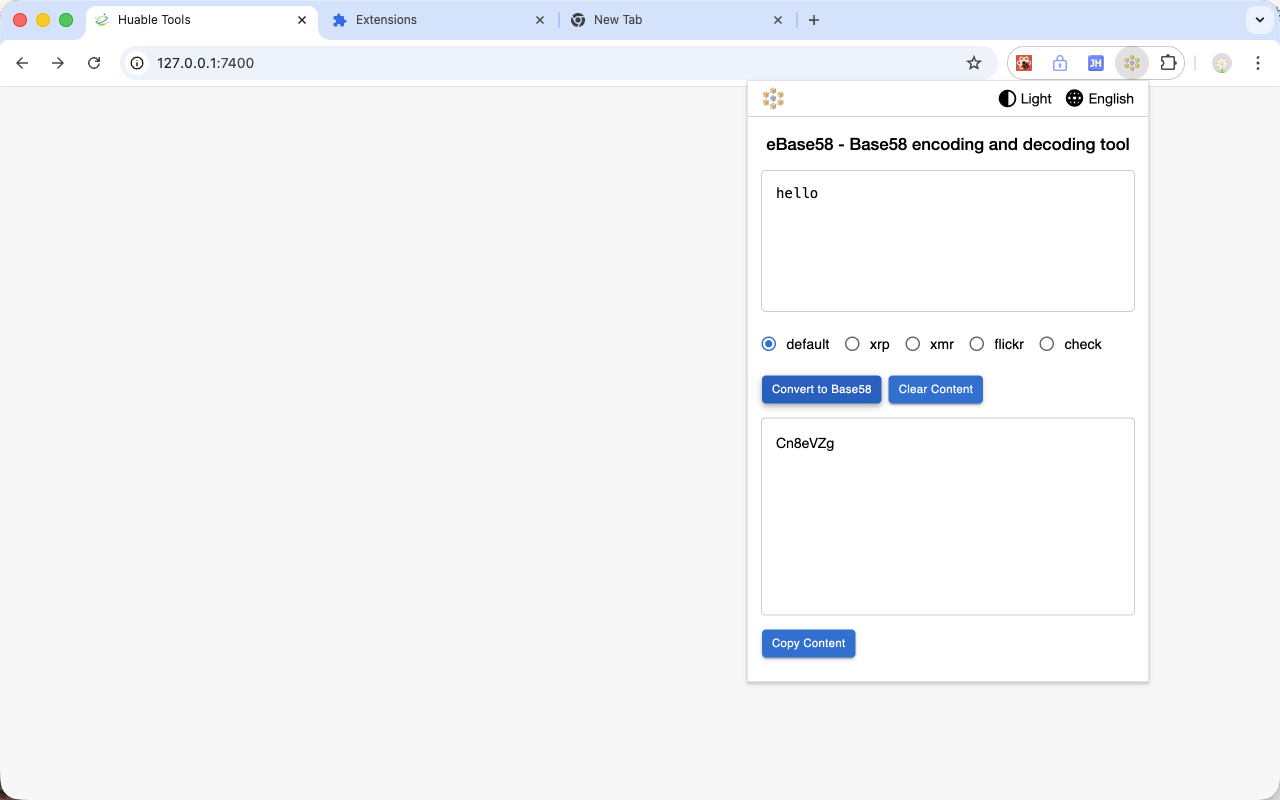 Huable Tools
Extensions
New Tab
127.0.0.1:7400
JH
Light
English
eBase58 - Base58 encoding and decoding tool
hello
default xrp xmr flickr check
Convert to Base58 Clear Content
Cn8eVZg
Copy Content